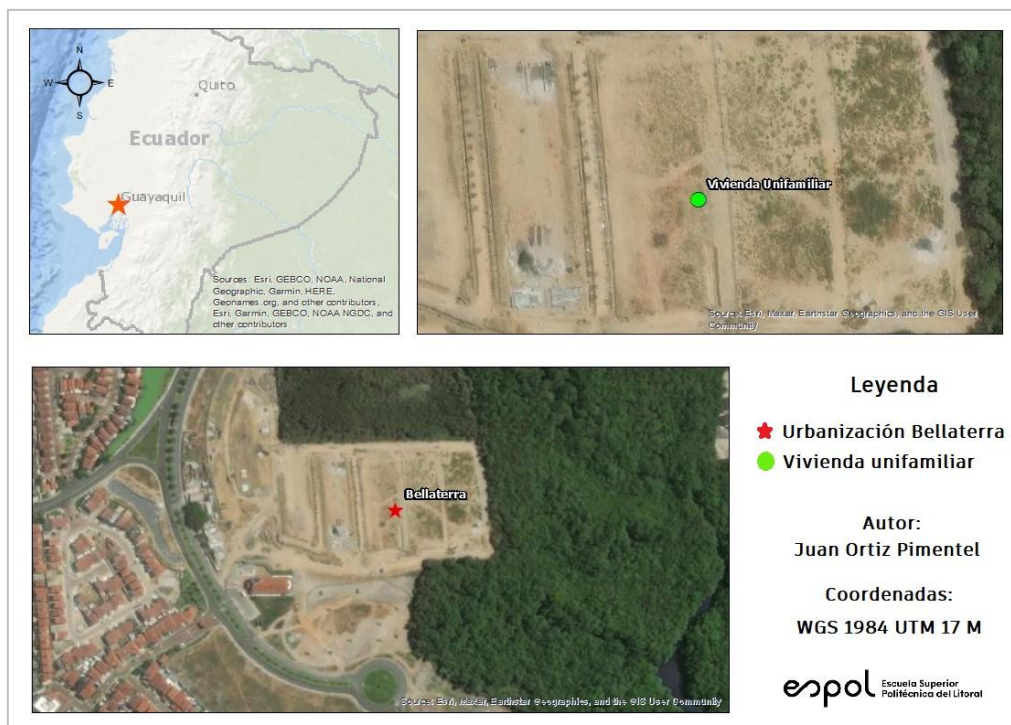 N
W
E
S
Quito
Ecuador
Guayaquil
Sources: Esri, GEBCO, NOAA, National
Geographic, Garmin, HERE,
Geonames.org, and other contributors,
Esri, Garmin, GEBCO, NOAA NGDC, and
other contributors
Vivienda Unifamiliar
Source: Esri, Maxar, Earthstar Geographics, and the GIS User
Community
Bellaterra
Source: Esri, Maxar, Earthstar Geographics, and the GIS User Community
Leyenda
Urbanización Bellaterra
Vivienda unifamiliar
Autor:
Juan Ortiz Pimentel
Coordenadas:
WGS 1984 UTM 17 M
espol
Escuela Superior
Politécnica del Litoral